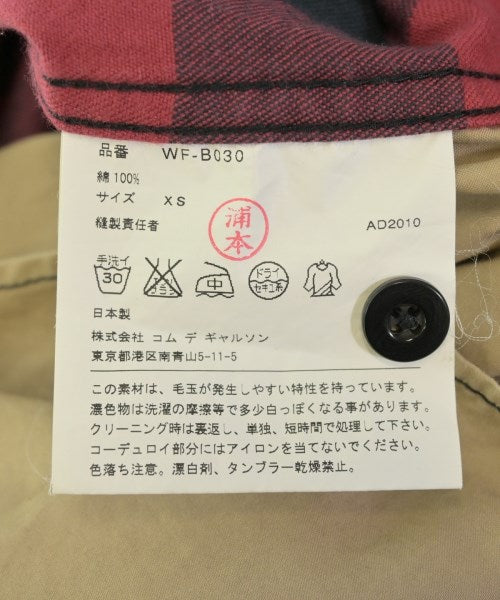 品番 WF-B030
綿 100%
サイズ XS
縫製責任者
浦本
AD2010
手洗イ
30
エンソ サラシ
中
ドライ
セキユ系
日本製
株式会社 コム デ ギャルソン
東京都港区南青山5-11-5
この素材は、毛玉が発生しやすい特性を持っています。
濃色物は洗濯の摩擦等で多少白っぽくなる事があります。
クリーニング時は裏返し、単独、短時間で処理して下さい。
コーデュロイ部分にはアイロンを当てないでください。
色落ち注意。漂白剤、タンブラー乾燥禁止。